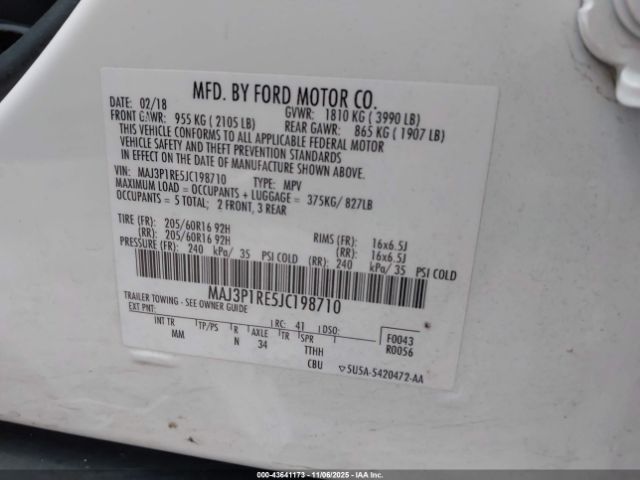 MFD. BY FORD MOTOR CO.
DATE: 02/18 GVWR: 1810 KG ( 3990 LB)
FRONT GAWR: 955 KG ( 2105 LB) REAR GAWR: 865 KG ( 1907 LB)
THIS VEHICLE CONFORMS TO ALL APPLICABLE FEDERAL MOTOR
VEHICLE SAFETY AND THEFT PREVENTION STANDARDS
IN EFFECT ON THE DATE OF MANUFACTURE SHOWN ABOVE.
VIN: MAJ3P1RE5JC198710 TYPE: MPV
MAXIMUM LOAD = OCCUPANTS + LUGGAGE = 375KG/ 827LB
OCCUPANTS = 5 TOTAL; 2 FRONT, 3 REAR
TIRE (FR): 205/60R16 92H RIMS (FR): 16x6.5J
(RR): 205/60R16 92H (RR): 16x6.5J
PRESSURE (FR): 240 kPa/ 35 PSI COLD (RR): 240 kPa/ 35 PSI COLD
MAJ3P1RE5JC198710
TRAILER TOWING - SEE OWNER GUIDE
EXT PNT: RC: 41 DSO: F0043
INT TR TP/PS R AXLE TR SPR R0056
MM N 34 TTHH
CBU ▽SU5A-5420472-AA
00-43641173 - 11/06/2025 - IAA Holdings, LLC